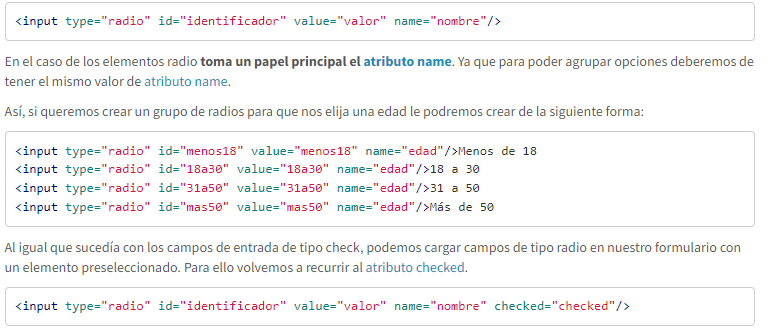 <input type="radio" id="identificador" value="valor" name="nombre"/>
En el caso de los elementos radio toma un papel principal el atributo name. Ya que para poder agrupar opciones deberemos de
tener el mismo valor de atributo name.
Así, si queremos crear un grupo de radios para que nos elija una edad le podremos crear de la siguiente forma:
<input type="radio" id="menos18" value="menos18" name="edad"/>Menos de 18
<input type="radio" id="18a30" value="18a30" name="edad"/>18 a 30
<input type="radio" id="31a50" value="31a50" name="edad"/>31 a 50
<input type="radio" id="mas50" value="mas50" name="edad"/>Más de 50
Al igual que sucedía con los campos de entrada de tipo check, podemos cargar campos de tipo radio en nuestro formulario con
un elemento preseleccionado. Para ello volvemos a recurrir al atributo checked.
<input type="radio" id="identificador" value="valor" name="nombre" checked="checked"/>